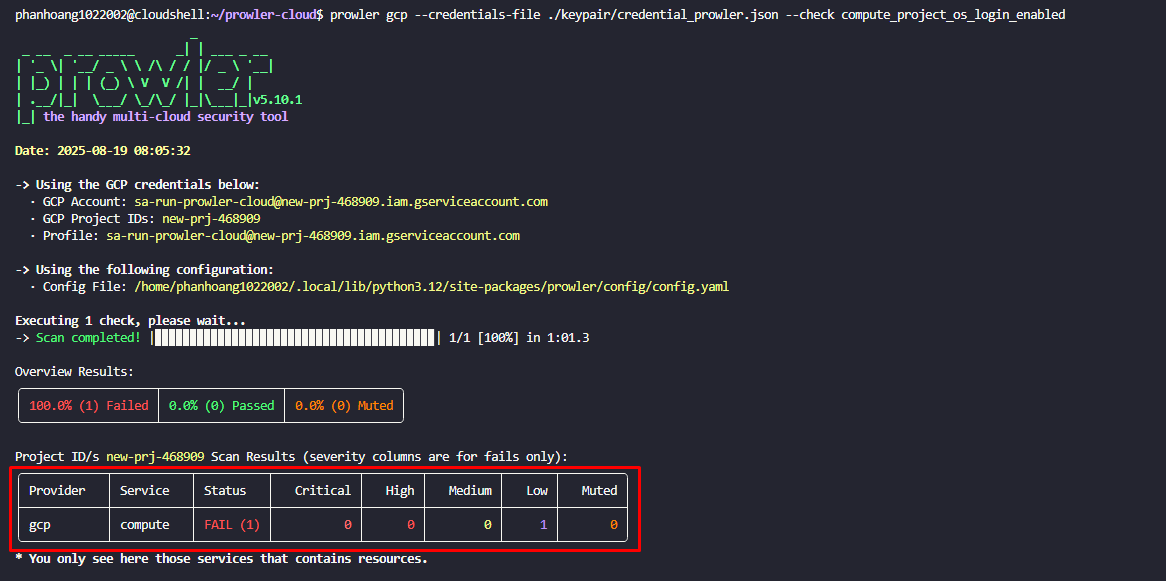 phanhoang1022002@cloudshell:~/prowler-cloud$ prowler gcp --credentials-file ./keypair/credential_prowler.json --check compute_project_os_login_enabled
prowler v5.10.1
the handy multi-cloud security tool
Date: 2025-08-19 08:05:32
-> Using the GCP credentials below:
· GCP Account: sa-run-prowler-cloud@new-prj-468909.iam.gserviceaccount.com
· GCP Project IDs: new-prj-468909
· Profile: sa-run-prowler-cloud@new-prj-468909.iam.gserviceaccount.com
-> Using the following configuration:
· Config File: /home/phanhoang1022002/.local/lib/python3.12/site-packages/prowler/config/config.yaml
Executing 1 check, please wait...
-> Scan completed! | | 1/1 [100%] in 1:01.3
Overview Results:
100.0% (1) Failed 0.0% (0) Passed 0.0% (0) Muted
Project ID/s new-prj-468909 Scan Results (severity columns are for fails only):
Provider Service Status Critical High Medium Low Muted
gcp compute FAIL (1) 0 0 0 1 0
* You only see here those services that contains resources.